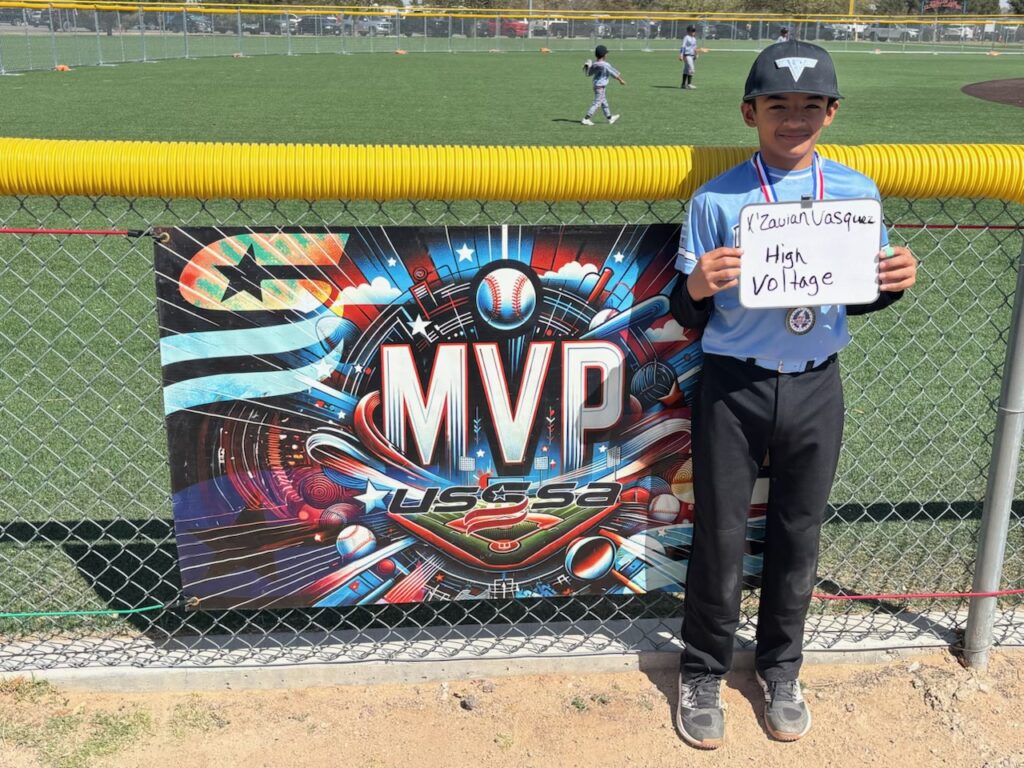 X'Zavian Vasquez
High
Voltage
MVP
USSSA